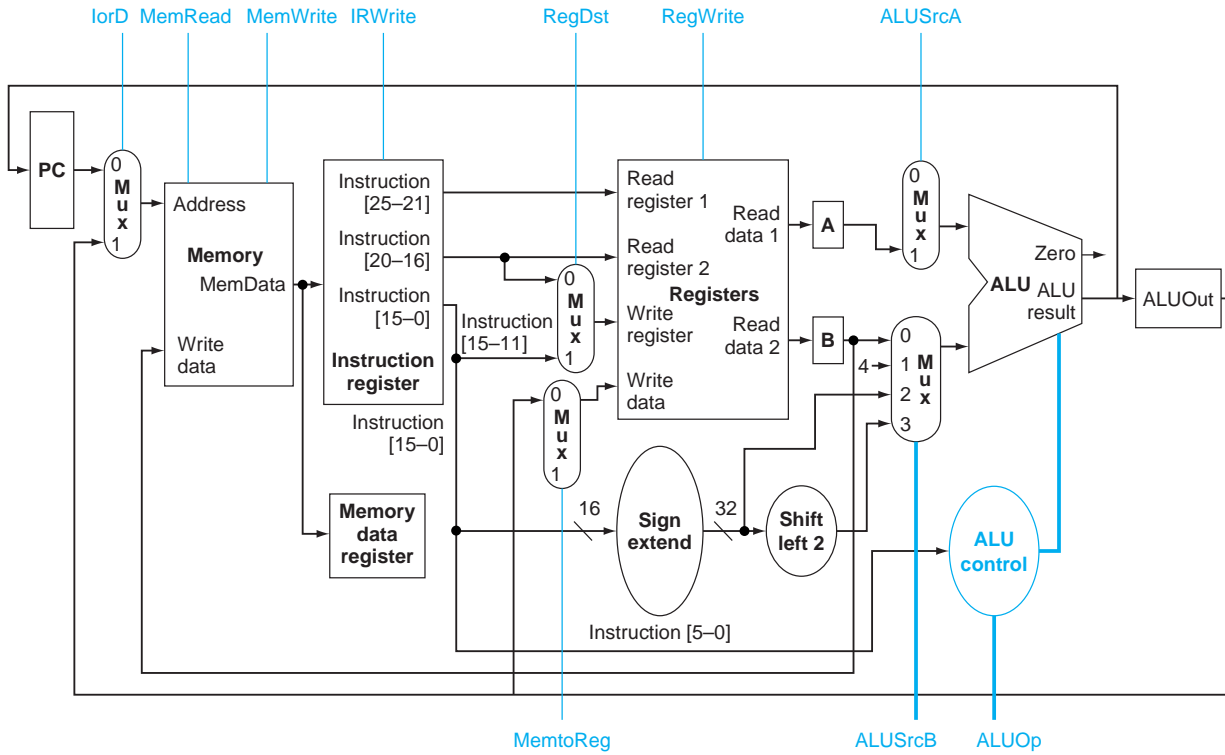 IorD MemRead MemWrite IRWrite RegDst RegWrite ALUSrcA
PC
0
M
u
x
1
Address
Memory
MemData
Write
data
Instruction
[25–21]
Instruction
[20–16]
Instruction
[15–0]
Instruction
register
Instruction
[15–0]
Memory
data
register
Instruction
[15–11]
0
M
u
x
1
0
M
u
x
1
Read
register 1
Read
register 2
Registers
Write
register
Write
data
Read
data 1
Read
data 2
A
B
0
M
u
x
1
4
0
1
2
3
M
u
x
Zero
ALU
ALU
result
ALUOut
16
Sign
extend
32
Shift
left 2
ALU
control
Instruction [5–0]
MemtoReg ALUSrcB ALUOp